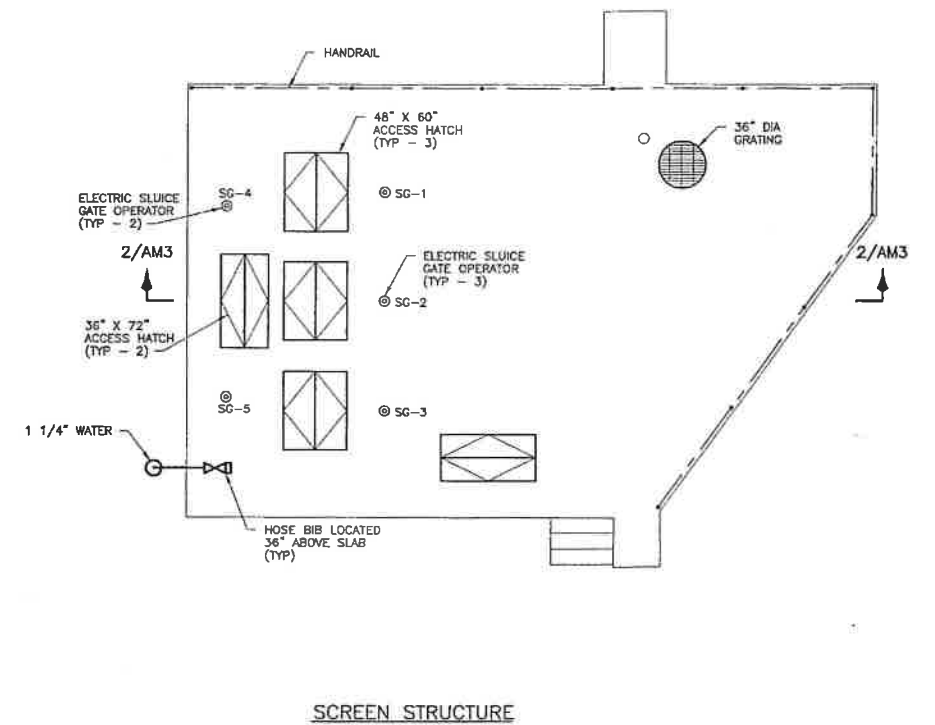 HANDRAIL
48" X 60"
ACCESS HATCH
(TYP - 3)
36" DIA
GRATING
SG-4
SG-1
ELECTRIC SLUICE
GATE OPERATOR
(TYP - 2)
2/AM3
ELECTRIC SLUICE
GATE OPERATOR
(TYP - 3)
2/AM3
SG-2
36" X 72"
ACCESS HATCH
(TYP - 2)
SG-5
SG-3
1 1/4" WATER
HOSE BIB LOCATED
36" ABOVE SLAB
(TYP)
SCREEN STRUCTURE